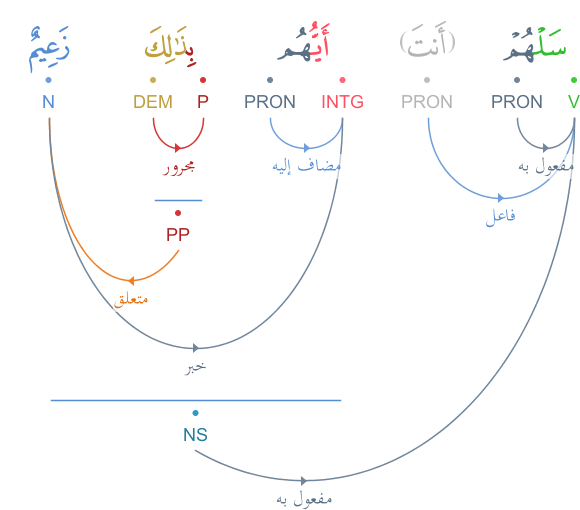 سَلْهُمْ (أَنتَ) أَيُّهُم بِذَٰلِكَ زَعِيمٌ
V PRON PRON INTG PRON P DEM N
مفعول به مضاف إليه مجرور
فاعل
PP
متعلق
خبر
NS
مفعول به